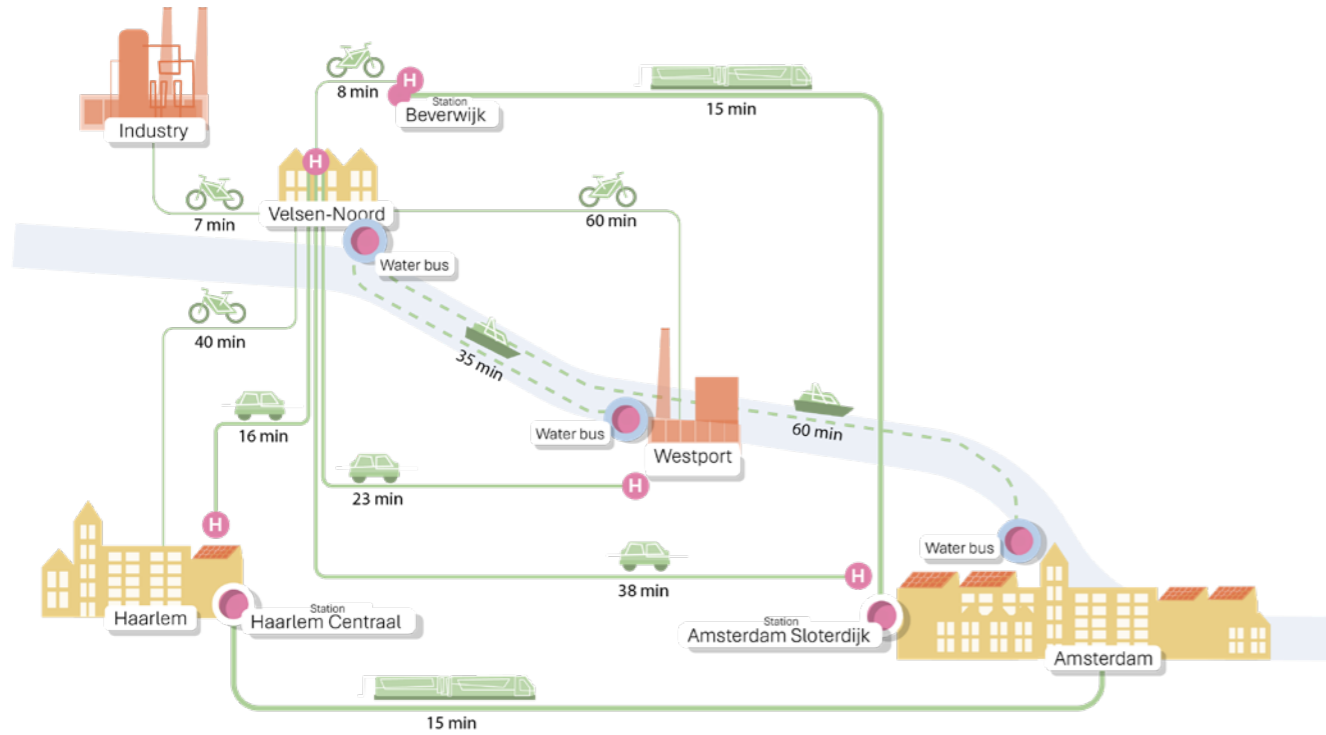 8 min
H
Station
Beverwijk
15 min
Industry
H
7 min
Velsen-Noord
60 min
Water bus
40 min
35 min
16 min
60 min
Water bus
Westport
23 min
H
H
Water bus
38 min
H
Haarlem
Station
Haarlem Centraal
Station
Amsterdam Sloterdijk
Amsterdam
15 min